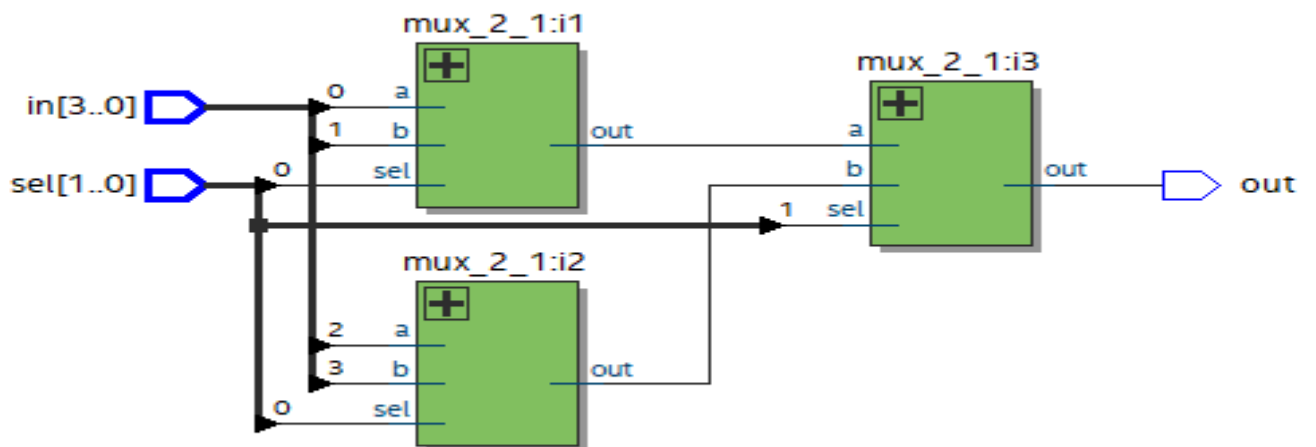 mux_2_1:i1
in[3..0]
0
a
1
b
out
sel[1..0]
0
sel
mux_2_1:i3
a
b
out
out
1
sel
mux_2_1:i2
2
a
3
b
out
0
sel